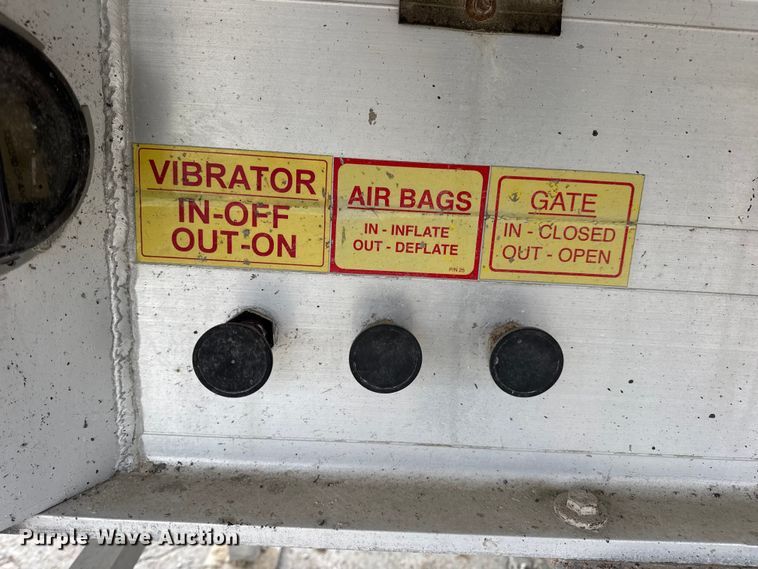 VIBRATOR
IN-OFF
OUT-ON
AIR BAGS
IN - INFLATE
OUT - DEFLATE
P/N 25
GATE
IN - CLOSED
OUT - OPEN
Purple Wave Auction